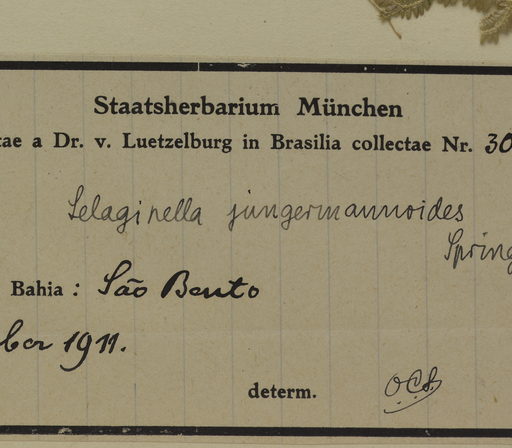 Staatsherbarium München
tae a Dr. v. Luetzelburg in Brasilia collectae Nr. 30
Selaginella jungermannoides
Spring
Bahia : São Bento
ber 1911.
determ. O.C.S.